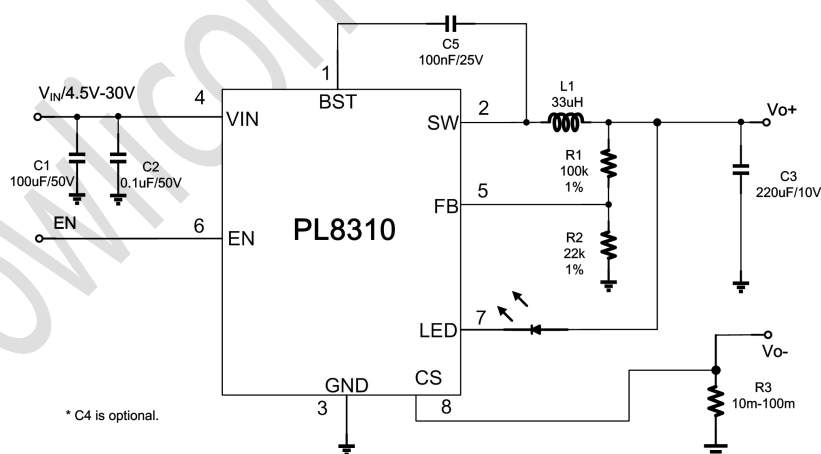 C5
100nF/25V
1
BST
L1
33uH
VIN/4.5V-30V
4
VIN
2
SW
Vo+
C1
100uF/50V
C2
0.1uF/50V
R1
100k
1%
C3
220uF/10V
5
FB
EN
6
EN
PL8310
R2
22k
1%
7
LED
Vo-
GND
CS
3
8
R3
10m-100m
* C4 is optional.